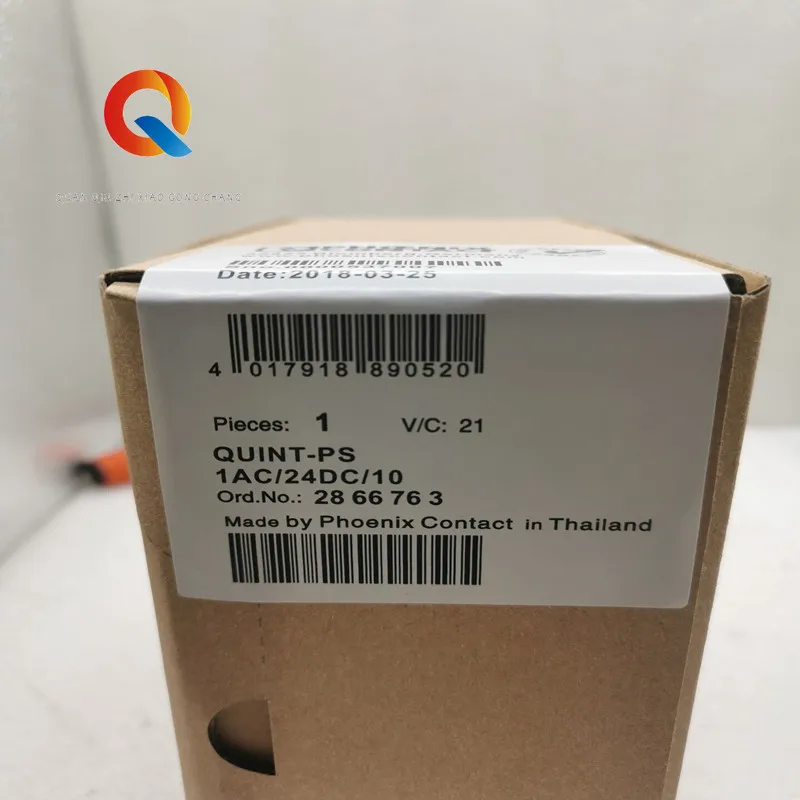 Date:2018-03-25
4 017918 890520
Pieces: 1 V/C: 21
QUINT-PS
1AC/24DC/10
Ord.No.: 28 66 76 3
Made by Phoenix Contact in Thailand